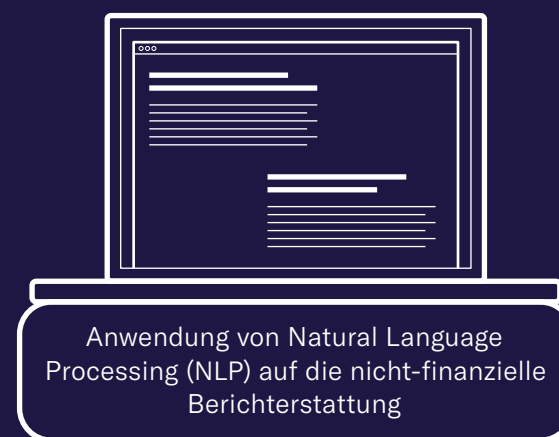 Anwendung von Natural Language
Processing (NLP) auf die nicht-finanzielle
Berichterstattung